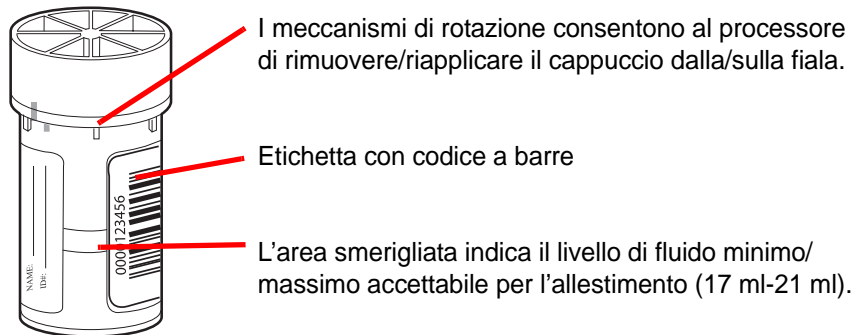 I meccanismi di rotazione consentono al processore
di rimuovere/riapplicare il cappuccio dalla/sulla fiala.
Etichetta con codice a barre
L’area smerigliata indica il livello di fluido minimo/
massimo accettabile per l’allestimento (17 ml-21 ml).
NAME:
ID#:
0000123456